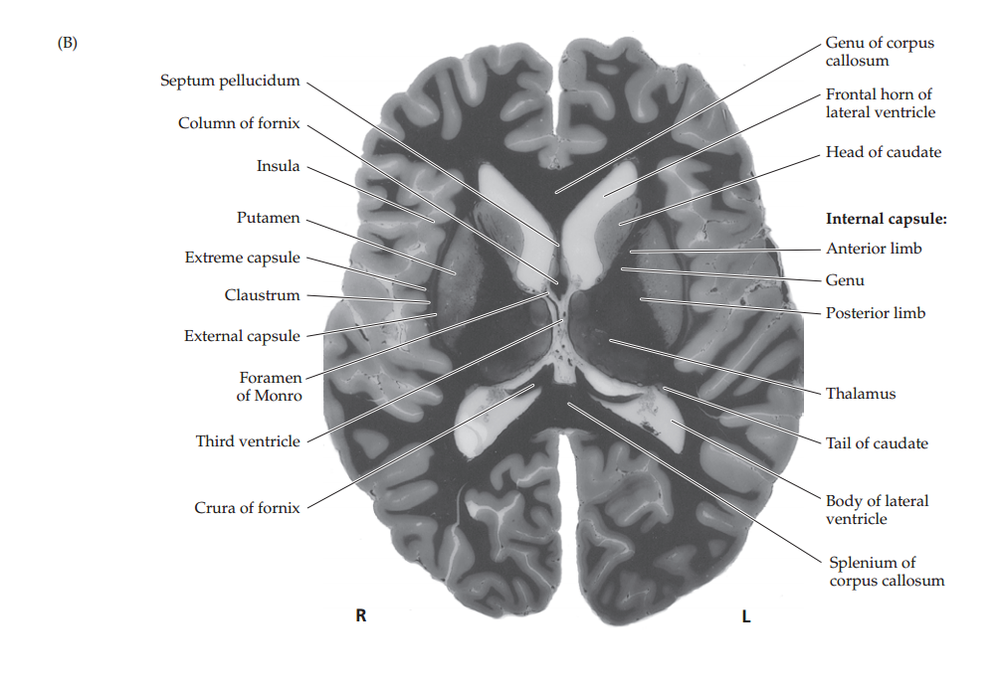 (B)
Septum pellucidum
Column of fornix
Insula
Putamen
Extreme capsule
Claustrum
External capsule
Foramen
of Monro
Third ventricle
Crura of fornix
Genu of corpus
callosum
Frontal horn of
lateral ventricle
Head of caudate
Internal capsule:
Anterior limb
Genu
Posterior limb
Thalamus
Tail of caudate
Body of lateral
ventricle
Splenium of
corpus callosum
R
L